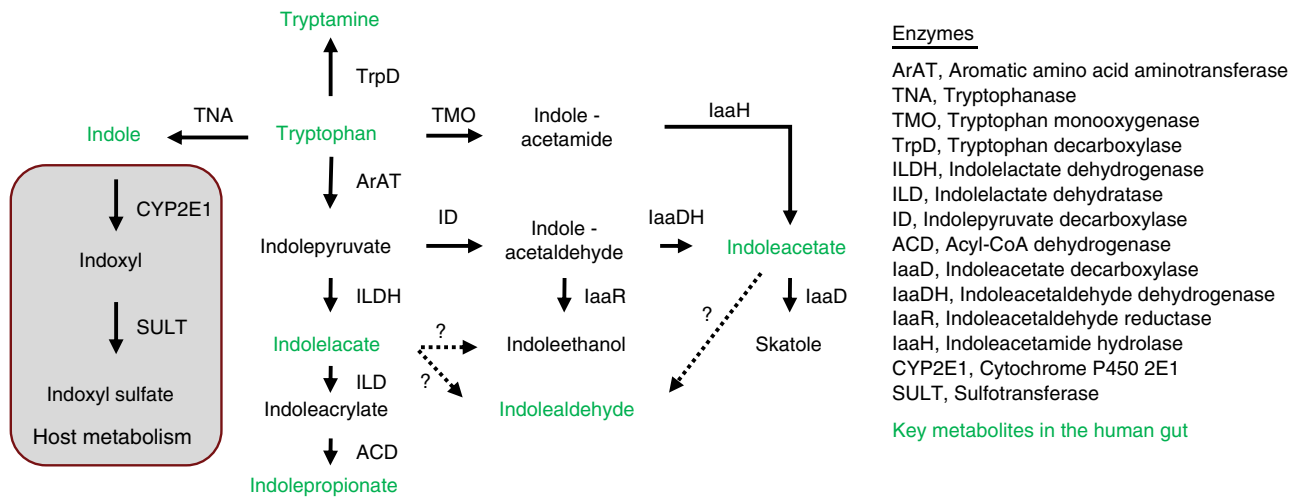 Tryptamine
TrpD
TNA
TMO
IaaH
Indole
Tryptophan
Indole -
acetamide
ArAT
CYP2E1
ID
IaaDH
Indoxyl
Indolepyruvate
Indole -
acetaldehyde
Indoleacetate
ILDH
IaaR
IaaD
SULT
?
?
Indolelacate
Indoleethanol
Skatole
?
ILD
Indoxyl sulfate
Indoleacrylate
Indolealdehyde
Host metabolism
ACD
Indolepropionate
Enzymes
ArAT, Aromatic amino acid aminotransferase
TNA, Tryptophanase
TMO, Tryptophan monooxygenase
TrpD, Tryptophan decarboxylase
ILDH, Indolelactate dehydrogenase
ILD, Indolelactate dehydratase
ID, Indolepyruvate decarboxylase
ACD, Acyl-CoA dehydrogenase
IaaD, Indoleacetate decarboxylase
IaaDH, Indoleacetaldehyde dehydrogenase
IaaR, Indoleacetaldehyde reductase
IaaH, Indoleacetamide hydrolase
CYP2E1, Cytochrome P450 2E1
SULT, Sulfotransferase
Key metabolites in the human gut